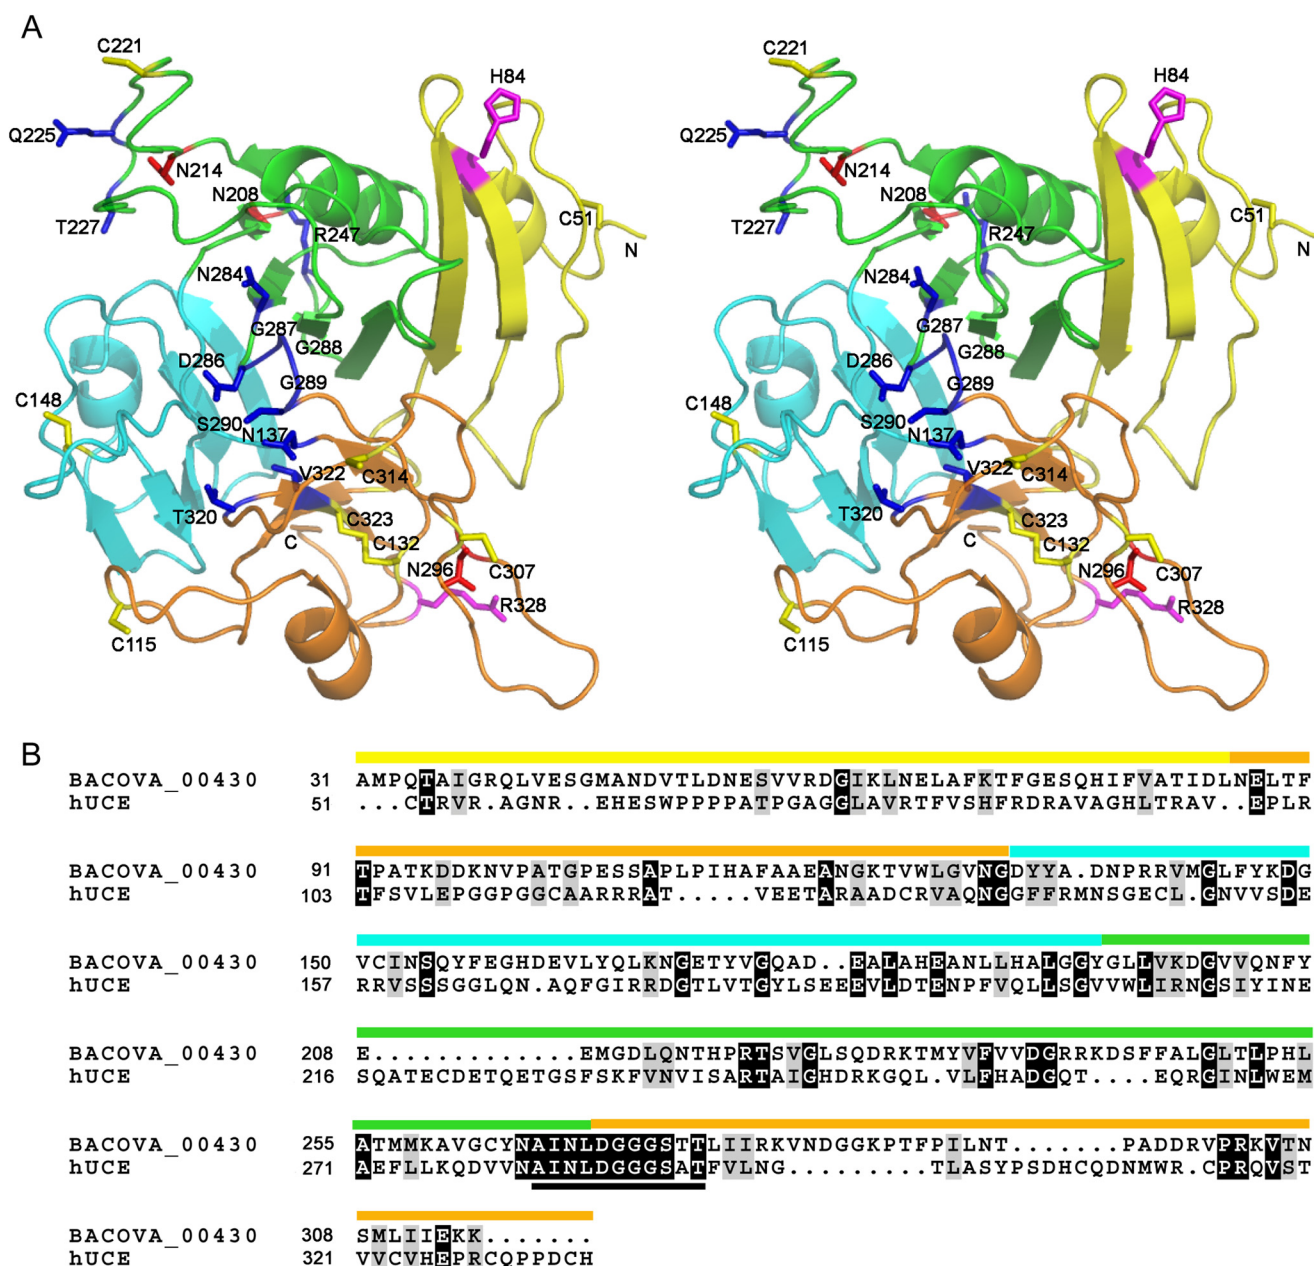 A
C221
H84
Q225
N214
N208
C51
T227
R247
N
N284
G287
G288
D286
G289
C148
S290
N137
V322
C314
T320
C323
C
C132
N296
C307
R328
C115
C221
H84
Q225
N214
N208
C51
T227
R247
N
N284
G287
G288
D286
G289
C148
S290
N137
V322
C314
T320
C323
C
C132
N296
C307
R328
C115
B
BACOVA_00430 31 AMPQTAIGRQLVESGMANDVTLDNESVVRDGIKLNELAFKTFGESQHIFVATIDLNELTF
hUCE 51 ...CTRVR.AGNR..EHESWPPPPATPGAGGLAVRTFVSHFRDRAVAGHLTRAV..EPLR
BACOVA_00430 91 TPATKDDKNVPATGPESSAPLPIHAFAAEANGKTVWLGVNGDYYA.DNPRRVMGLFYKDG
hUCE 103 TFSVLEPGGPGGCAARRRAT.....VEETARAADCRVAQNGGFFRMNSGECL.GNVVSDE
BACOVA_00430 150 VCINSQYFEGHDEVLYQLKNGETYVGQAD..EALAHEANLLHALGGYGLLVKDGVVQNFY
hUCE 157 RRVSSSGGLQN.AQFGIRRDGTLVTGYLSEEEVLDTENPFVQLLSGVVWLIRNGSIYINE
BACOVA_00430 208 E.............EMGDLQNTHPRTSVGLSQDRKTMYVFVVDGRRKDSFFALGLTLPHL
hUCE 216 SQATECDETQETGSFSKFVNVISARTAIGHDRKGQL.VLFHADGQT....EQRGINLWEM
BACOVA_00430 255 ATMMKAVGCYNAINLDGGGSTTLIIRKVNDGGKPTFPILNT.......PADDRVPRKVTN
hUCE 271 AEFLLKQDVVNAINLDGGGSATFVLNG.........TLASYPSDHCQDNMWR.CPRQVST
BACOVA_00430 308 SMLIIEKK.......
hUCE 321 VVCVHEPRCQPPDCH